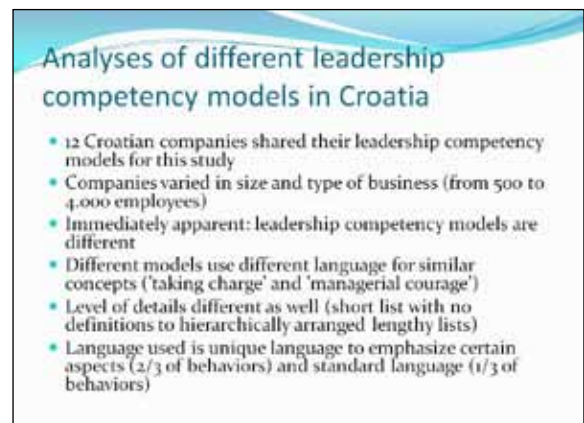 Analyses of different leadership
competency models in Croatia
• 12 Croatian companies shared their leadership competency
models for this study
• Companies varied in size and type of business (from 500 to
4.000 employees)
• Immediately apparent: leadership competency models are
different
• Different models use different language for similar
concepts ('taking charge' and 'managerial courage')
• Level of details different as well (short list with no
definitions to hierarchically arranged lengthy lists)
• Language used is unique language to emphasize certain
aspects (2/3 of behaviors) and standard language (1/3 of
behaviors)